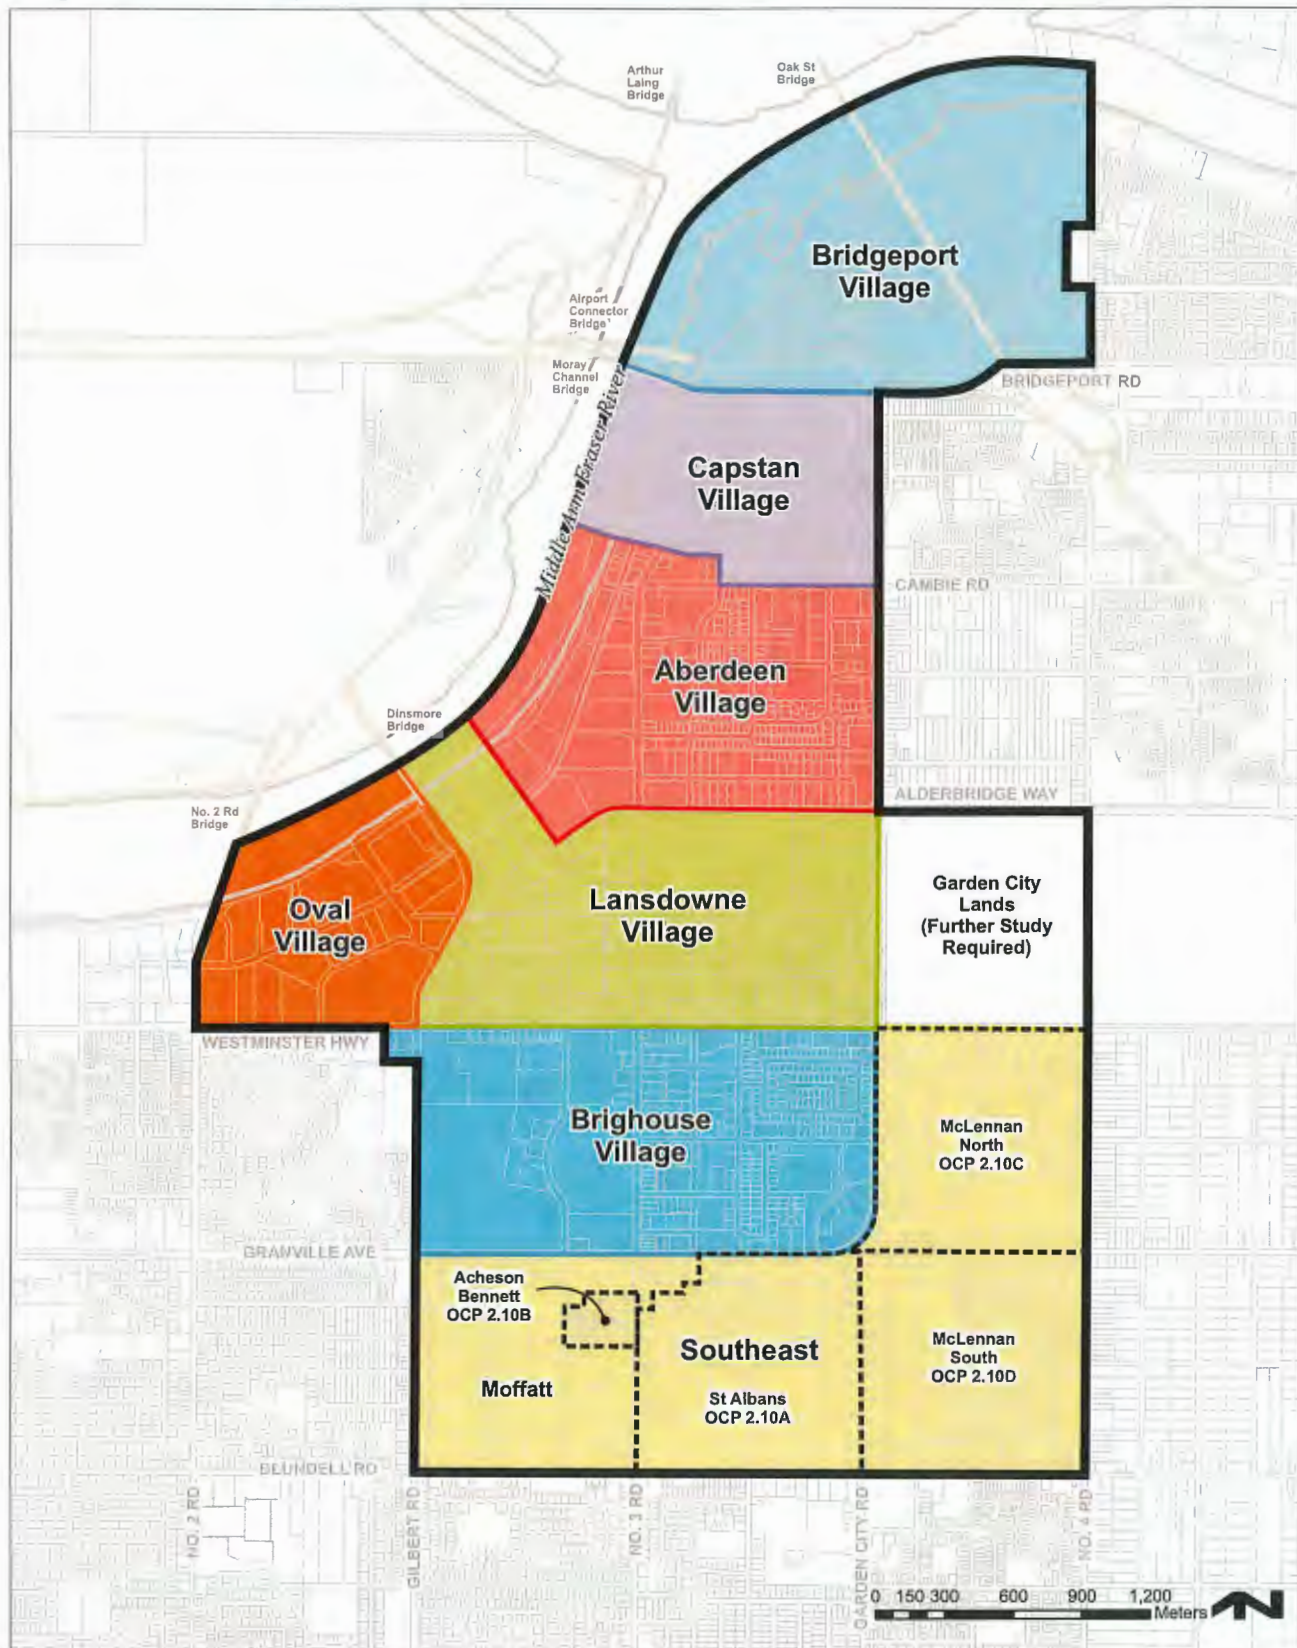 Arthur
Laing
Bridge
Oak St
Bridge
Bridgeport
Village
Airport
Connector
Bridge
Moray
Channel
Bridge
BRIDGEPORT RD
Middle Arm Fraser River
Capstan
Village
CAMBIE RD
Aberdeen
Village
Dinsmore
Bridge
ALDERBRIDGE WAY
No. 2 Rd
Bridge
Oval
Village
Lansdowne
Village
Garden City
Lands
(Further Study
Required)
WESTMINSTER HWY
Brighouse
Village
McLennan
North
OCP 2.10C
GRANVILLE AVE
Acheson
Bennett
OCP 2.10B
Southeast
McLennan
South
OCP 2.10D
Moffatt
St Albans
OCP 2.10A
BLUNDELL RD
NO. 2 RD
GILBERT RD
NO. 3 RD
GARDEN CITY RD
NO. 4 RD
0 150 300 600 900 1,200
Meters
N